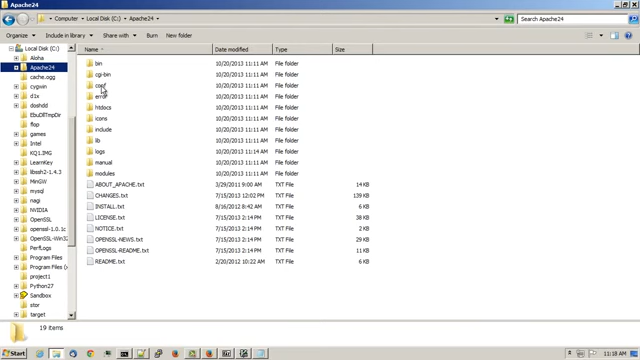 Apache24
Computer ▸ Local Disk (C:) ▸ Apache24 ▸
Search Apache24
Organize ▾ Include in library ▾ Share with ▾ Burn New folder
Name Date modified Type Size
Local Disk (C:)
Aloha
Apache24
cache.ogg
cygwin
d1x
doshdd
EbuDlTmpDir
flop
games
Intel
KQ1.IMG
LearnKey
libssh2-1.4.3
MinGW
mysql
nagi
NVIDIA
OpenSSL
openssl-1.0.1c
OpenSSL-Win32
PerfLogs
Program Files
Program Files (
project1
Python27
Sandbox
stor
target
bin 10/20/2013 11:11 AM File folder
cgi-bin 10/20/2013 11:11 AM File folder
conf 10/20/2013 11:11 AM File folder
error 10/20/2013 11:11 AM File folder
htdocs 10/20/2013 11:11 AM File folder
icons 10/20/2013 11:11 AM File folder
include 10/20/2013 11:11 AM File folder
lib 10/20/2013 11:11 AM File folder
logs 10/20/2013 11:14 AM File folder
manual 10/20/2013 11:11 AM File folder
modules 10/20/2013 11:11 AM File folder
ABOUT_APACHE.txt 3/29/2011 9:00 AM TXT File 14 KB
CHANGES.txt 7/15/2013 12:02 PM TXT File 139 KB
INSTALL.txt 8/16/2012 8:42 AM TXT File 6 KB
LICENSE.txt 7/15/2013 2:14 PM TXT File 38 KB
NOTICE.txt 7/15/2013 2:14 PM TXT File 2 KB
OPENSSL-NEWS.txt 7/15/2013 2:14 PM TXT File 29 KB
OPENSSL-README.txt 7/15/2013 2:14 PM TXT File 11 KB
README.txt 2/20/2012 10:22 AM TXT File 6 KB
19 items
Start
11:18 AM